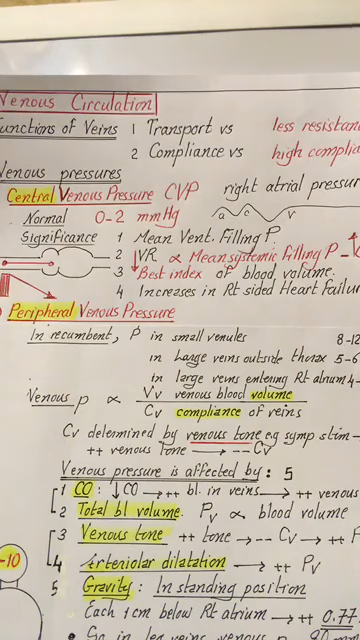 Venous Circulation
Functions of Veins 1 Transport vs less resistan
2 Compliance vs high complia
Venous pressures
Central Venous Pressure CVP right atrial pressur
Normal 0-2 mmHg a c v
Significance 1 Mean Vent. Filling P
2 ↓VR ∝ Mean systemic filling P -
3 Best index of blood volume.
4 Increases in Rt sided Heart Failur
Peripheral Venous Pressure
In recumbent, P in small venules 8-12
in Large veins outside thorax 5-6
in large veins entering Rt atrium 4-
Venous p ∝ Vv venous blood volume
Cv compliance of veins
Cv determined by venous tone eg symp stim-
++ venous tone → -- Cv
Venous pressure is affected by: 5
1 CO: ↓CO → ++ bl. in veins → ++ venous
2 Total bl volume. Pv ∝ blood volume
3 Venous tone ++ tone → -- Cv → ++ P
4 Arteriolar dilatation → ++ Pv
-10
5 Gravity: In standing position
Each 1cm below Rt atrium → ++ 0.77
• So in leg veins venous